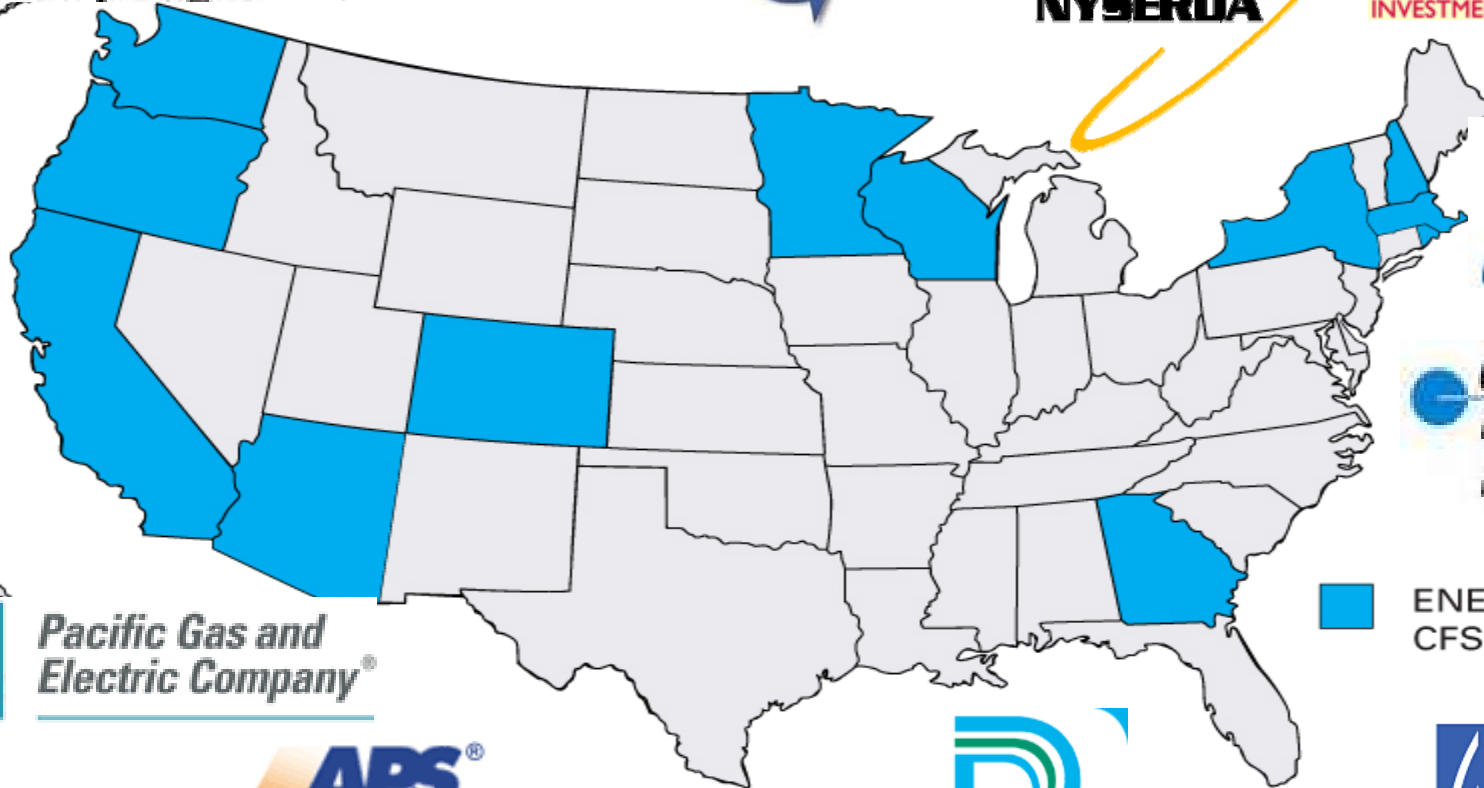 NYSERDA
INVESTME
ENE
CFS
Pacific Gas and
Electric Company®
APS®